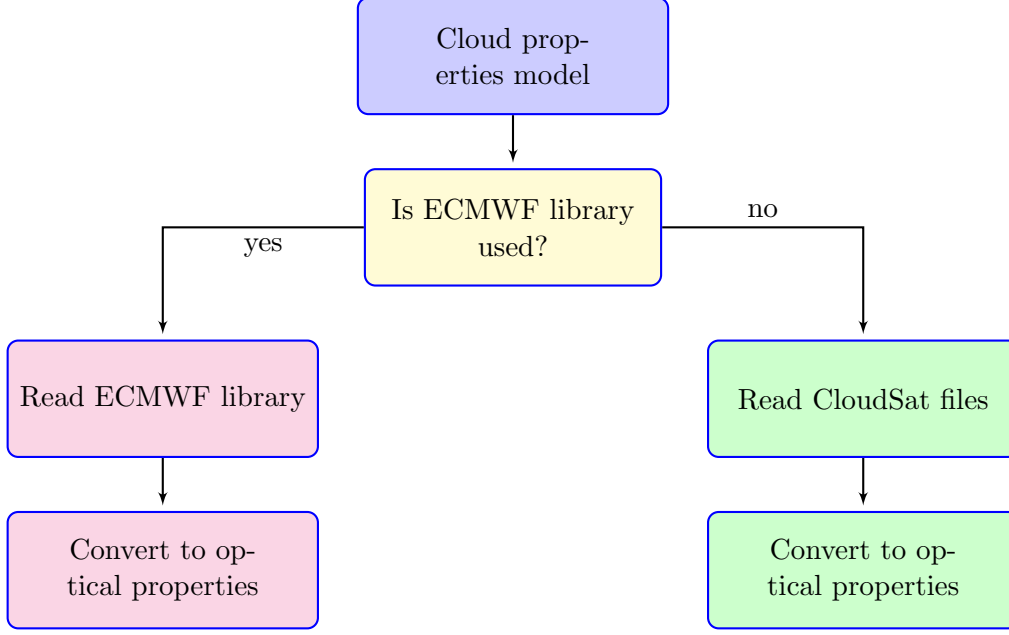 Cloud prop-
erties model
Is ECMWF library
used?
yes
no
Read ECMWF library
Read CloudSat files
Convert to op-
tical properties
Convert to op-
tical properties